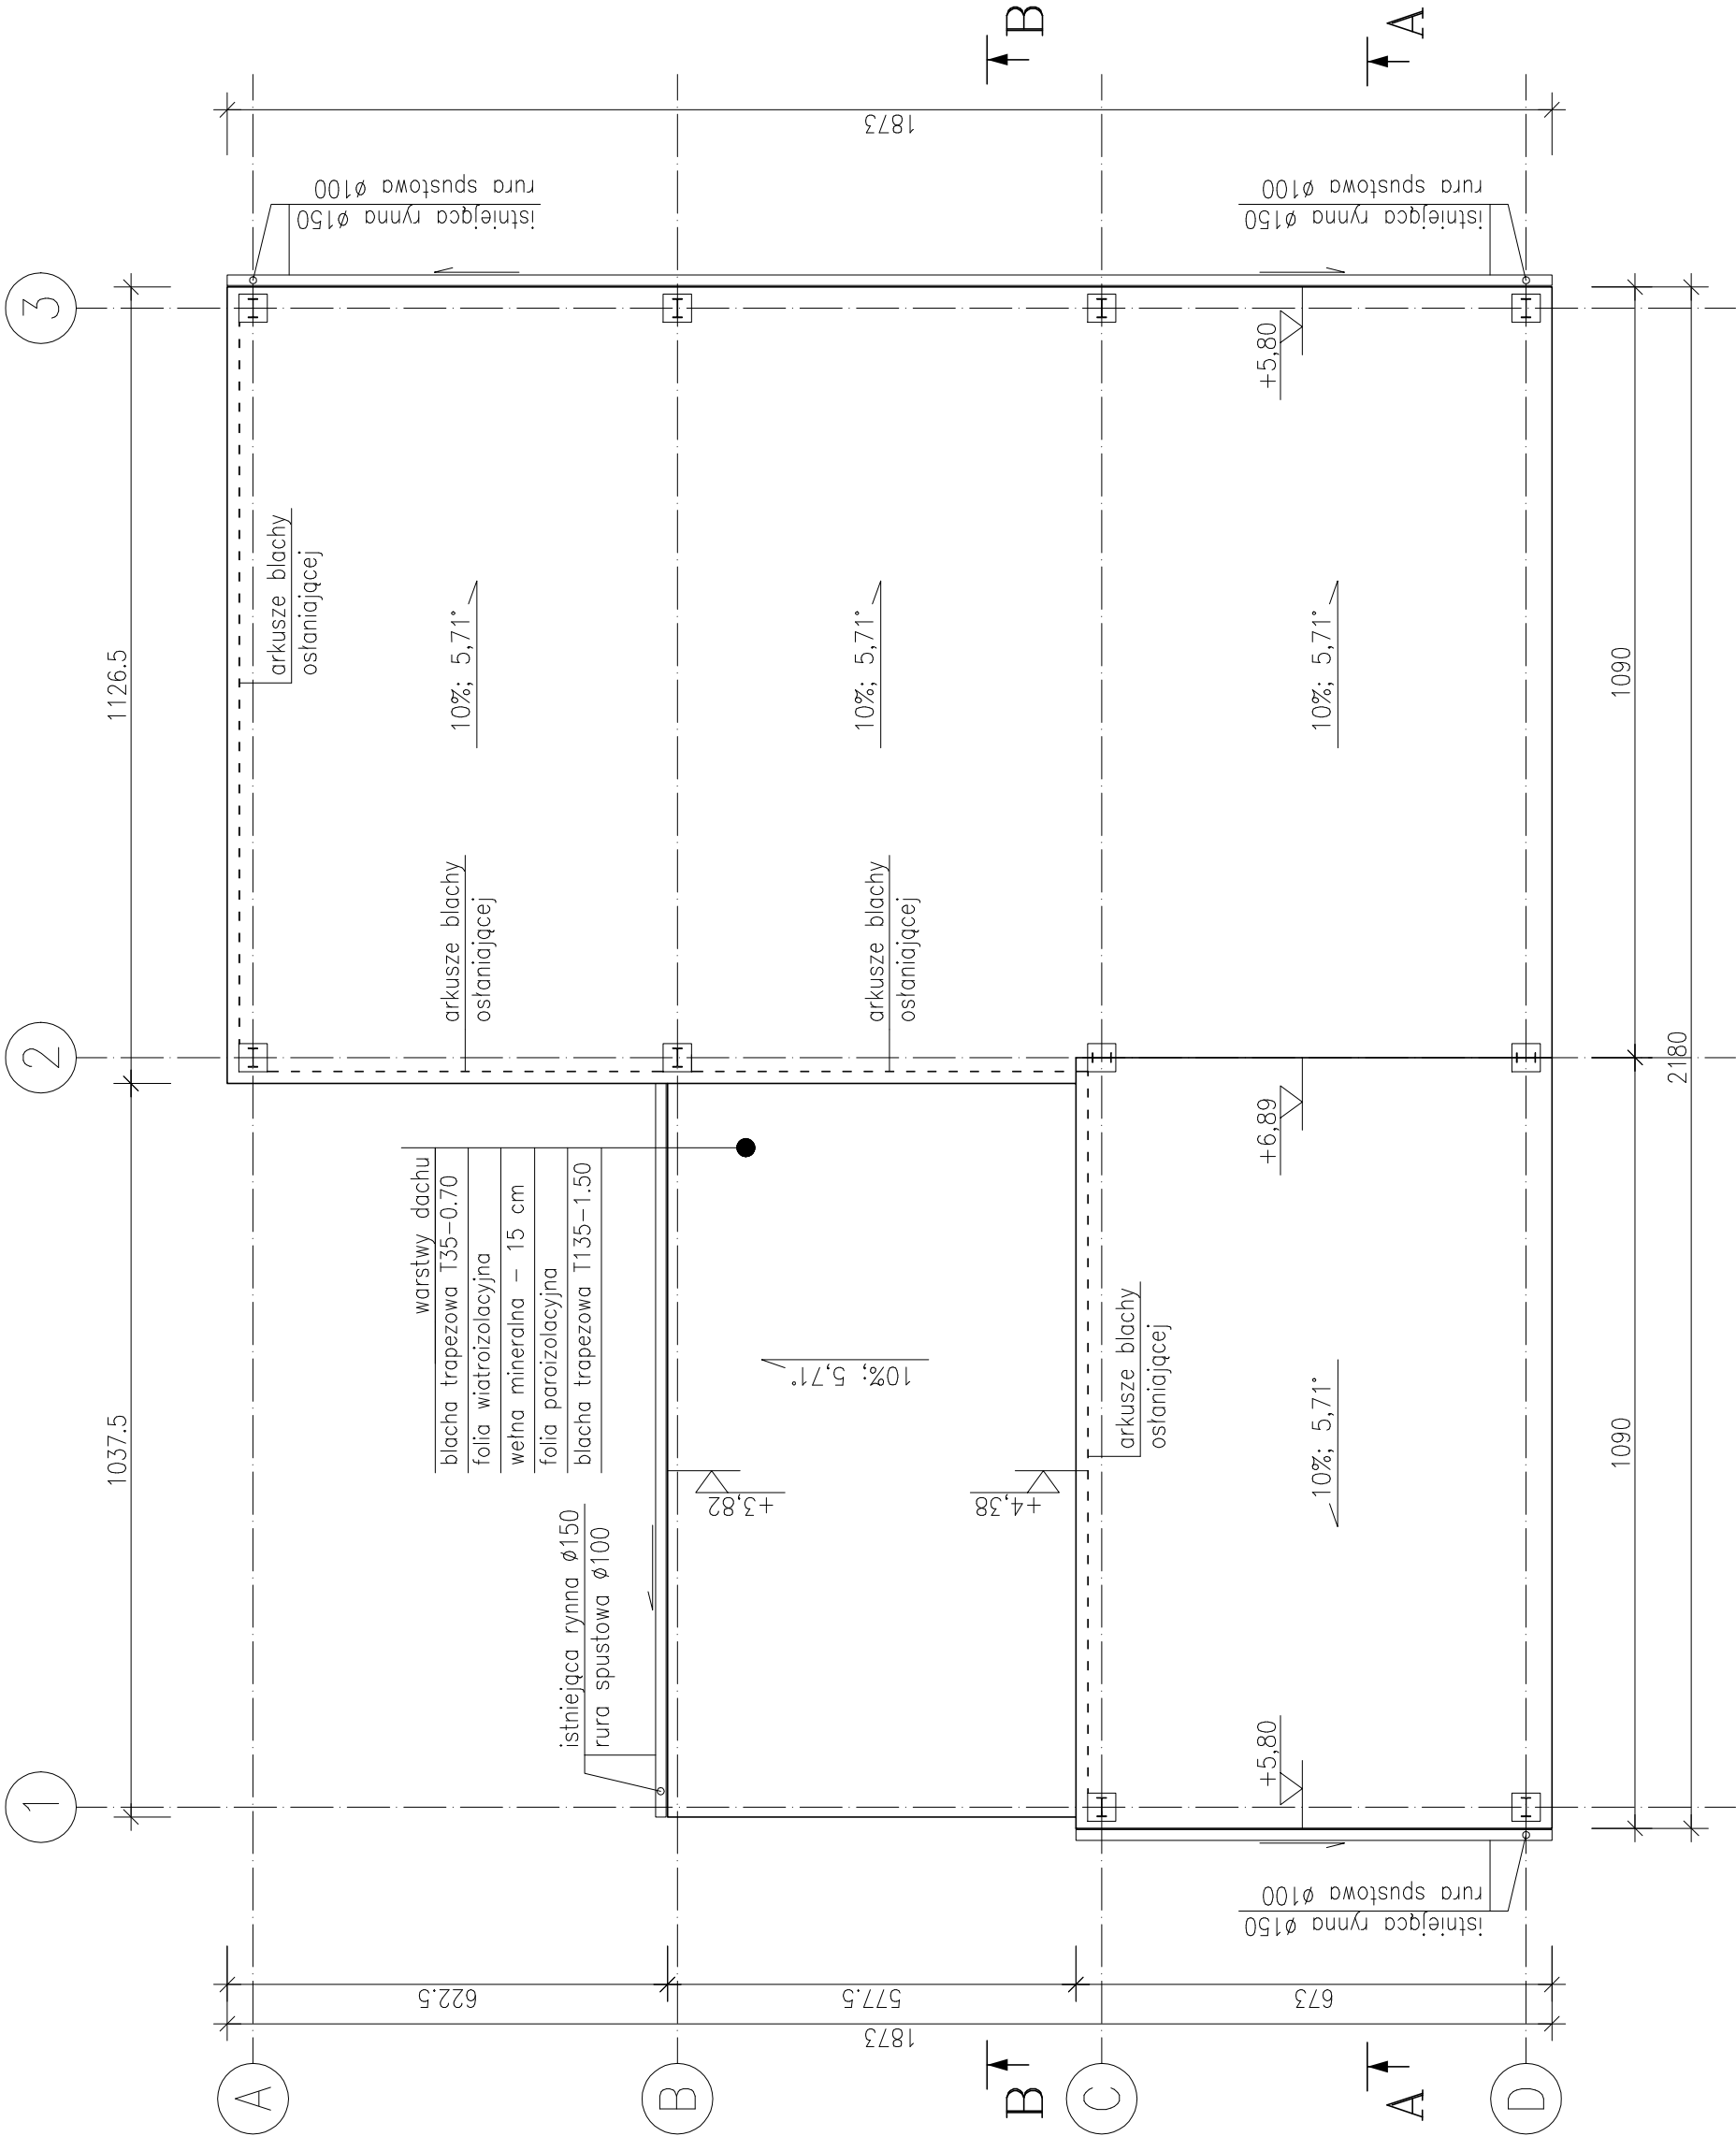 1
2
3
A
B
C
D
1037.5
1126.5
istniejąca rynna ø150
rura spustowa ø100
warstwy dachu
blacha trapezowa T35-0.70
folia wiatroizolacyjna
wełna mineralna - 15 cm
folia paroizolacyjna
blacha trapezowa T135-1.50
arkusze blachy
osłaniającej
arkusze blachy
osłaniającej
arkusze blachy
osłaniającej
arkusze blachy
osłaniającej
10%; 5,71°
10%; 5,71°
10%; 5,71°
10%; 5,71°
10%; 5,71°
+3,82
+4,38
+5,80
+6,89
+5,80
istniejąca rynna ø150
rura spustowa ø100
istniejąca rynna ø150
rura spustowa ø100
istniejąca rynna ø150
rura spustowa ø100
622.5
577.5
673
1873
1873
1090
1090
2180
B
B
A
A